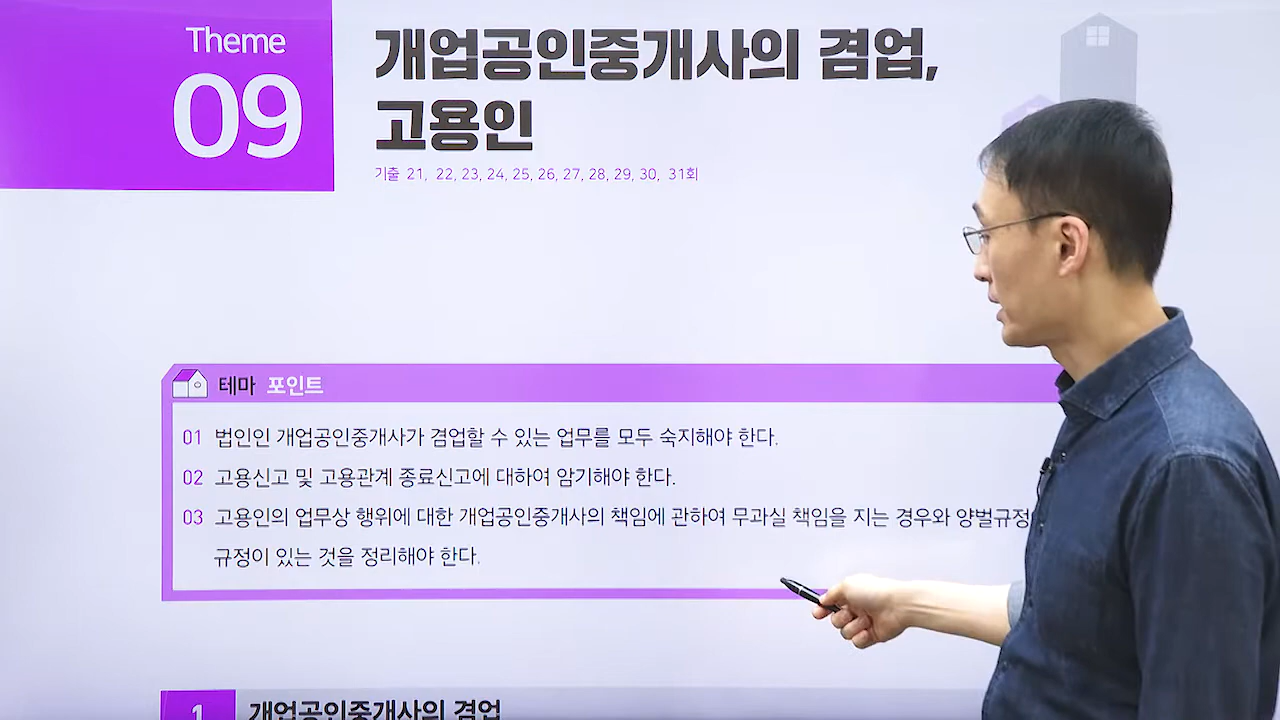 Theme
09
개업공인중개사의 겸업,
고용인
기출 21, 22, 23, 24, 25, 26, 27, 28, 29, 30, 31회
테마 포인트
01 법인인 개업공인중개사가 겸업할 수 있는 업무를 모두 숙지해야 한다.
02 고용신고 및 고용관계 종료신고에 대하여 암기해야 한다.
03 고용인의 업무상 행위에 대한 개업공인중개사의 책임에 관하여 무과실 책임을 지는 경우와 양벌규정
규정이 있는 것을 정리해야 한다.
1 개업공인중개사의 겸업